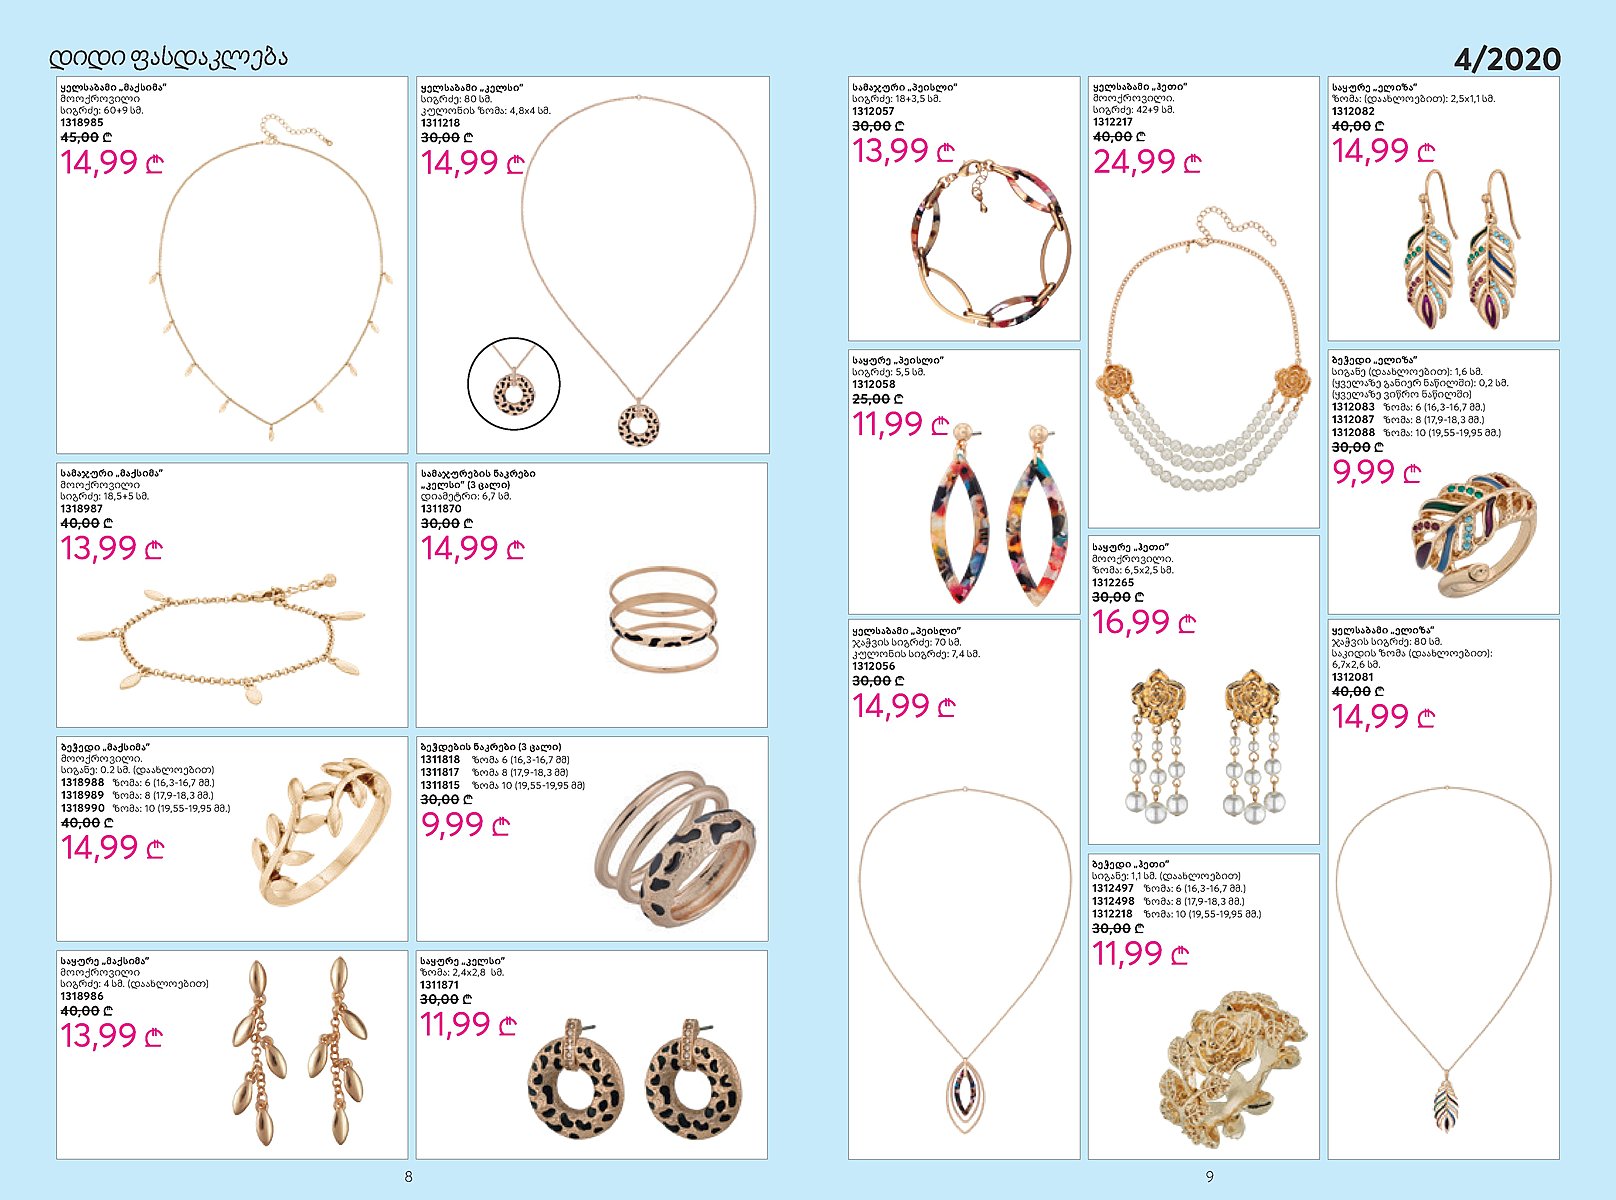 დიდი ფასდაკლება
4/2020
ყელსაბამი „მაქსიმა“
მოოქროვილი
სიგრძე: 60+9 სმ.
1318985
45,00 ₾
14,99 ₾
ყელსაბამი „კელსი“
სიგრძე: 80 სმ.
კულონის ზომა: 4,8x4 სმ.
1311218
30,00 ₾
14,99 ₾
სამაჯური „მაქსიმა“
მოოქროვილი
სიგრძე: 18,5+5 სმ.
1318987
40,00 ₾
13,99 ₾
სამაჯურების ნაკრები
„კელსი“ (3 ცალი)
დიამეტრი: 6,7 სმ.
1311870
30,00 ₾
14,99 ₾
ბეჭედი „მაქსიმა“
მოოქროვილი.
სიგანე: 0.2 სმ. (დაახლოებით)
1318988 ზომა: 6 (16,3-16,7 მმ.)
1318989 ზომა: 8 (17,9-18,3 მმ.)
1318990 ზომა: 10 (19,55-19,95 მმ.)
40,00 ₾
14,99 ₾
ბეჭდების ნაკრები (3 ცალი)
1311818 ზომა 6 (16,3-16,7 მმ)
1311817 ზომა 8 (17,9-18,3 მმ)
1311815 ზომა 10 (19,55-19,95 მმ)
30,00 ₾
9,99 ₾
საყურე „მაქსიმა“
მოოქროვილი
სიგრძე: 4 სმ. (დაახლოებით)
1318986
40,00 ₾
13,99 ₾
საყურე „კელსი“
ზომა: 2,4x2,8 სმ.
1311871
30,00 ₾
11,99 ₾
8
სამაჯური „პეისლი“
სიგრძე: 18+3,5 სმ.
1312057
30,00 ₾
13,99 ₾
ყელსაბამი „ჰეთი“
მოოქროვილი.
სიგრძე: 42+9 სმ.
1312217
40,00 ₾
24,99 ₾
საყურე „ელიზა“
ზომა: (დაახლოებით): 2,5x1,1 სმ.
1312082
40,00 ₾
14,99 ₾
საყურე „პეისლი“
სიგრძე: 5,5 სმ.
1312058
25,00 ₾
11,99 ₾
ბეჭედი „ელიზა“
სიგანე (დაახლოებით): 1,6 სმ.
(ყველაზე განიერ ნაწილში): 0,2 სმ.
(ყველაზე ვიწრო ნაწილში)
1312083 ზომა: 6 (16,3-16,7 მმ.)
1312087 ზომა: 8 (17,9-18,3 მმ.)
1312088 ზომა: 10 (19,55-19,95 მმ.)
30,00 ₾
9,99 ₾
საყურე „ჰეთი“
მოოქროვილი.
ზომა: 6,5x2,5 სმ.
1312265
30,00 ₾
16,99 ₾
ყელსაბამი „პეისლი“
ჯაჭვის სიგრძე: 70 სმ.
კულონის სიგრძე: 7,4 სმ.
1312056
30,00 ₾
14,99 ₾
ყელსაბამი „ელიზა“
ჯაჭვის სიგრძე: 80 სმ.
საკიდის ზომა (დაახლოებით):
6,7x2,6 სმ.
1312081
40,00 ₾
14,99 ₾
ბეჭედი „ჰეთი“
სიგანე: 1,1 სმ. (დაახლოებით)
1312497 ზომა: 6 (16,3-16,7 მმ.)
1312498 ზომა: 8 (17,9-18,3 მმ.)
1312218 ზომა: 10 (19,55-19,95 მმ.)
30,00 ₾
11,99 ₾
9